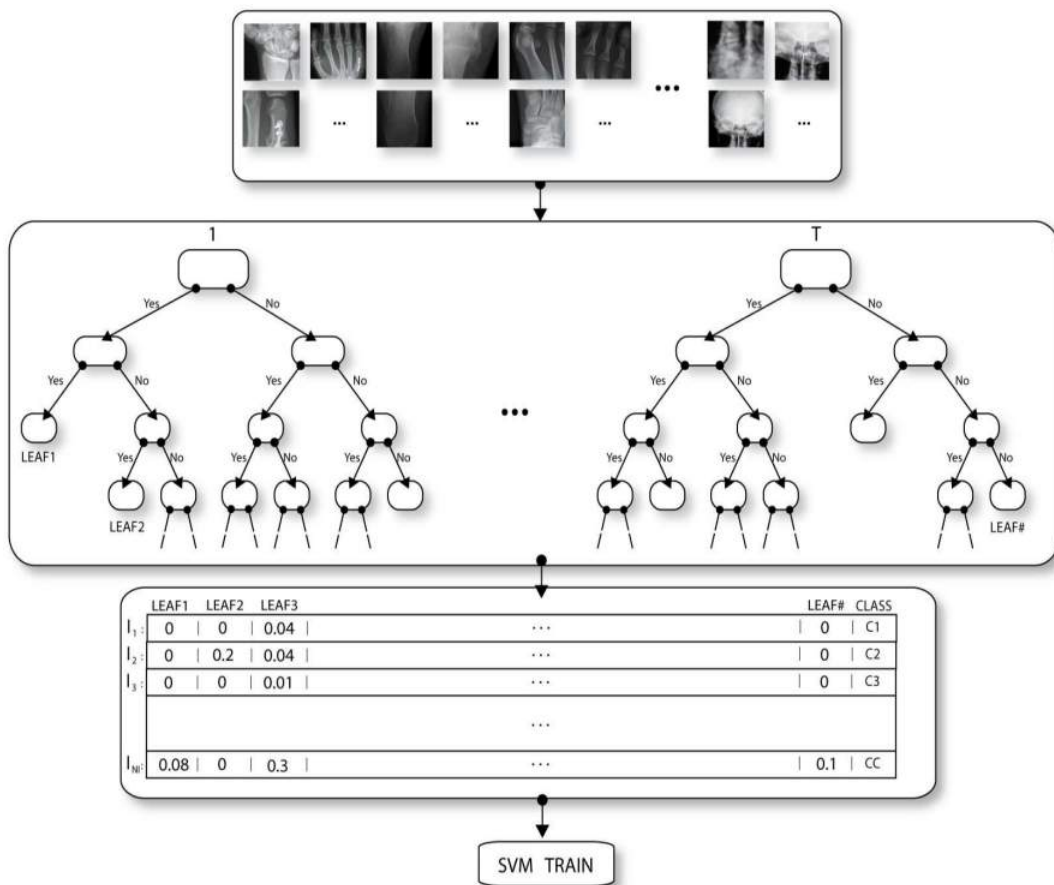 ... ... ... ... ...
1 T
Yes No Yes No
Yes No Yes No Yes No Yes No
...
LEAF1
Yes No Yes No Yes No Yes No Yes No Yes No
LEAF2 LEAF#
LEAF1 LEAF2 LEAF3 LEAF# CLASS
I1: 0 | 0 | 0.04 | ... | 0 | C1
I2: 0 | 0.2 | 0.04 | ... | 0 | C2
I3: 0 | 0 | 0.01 | ... | 0 | C3
...
INI: 0.08 | 0 | 0.3 | ... | 0.1 | CC
SVM TRAIN